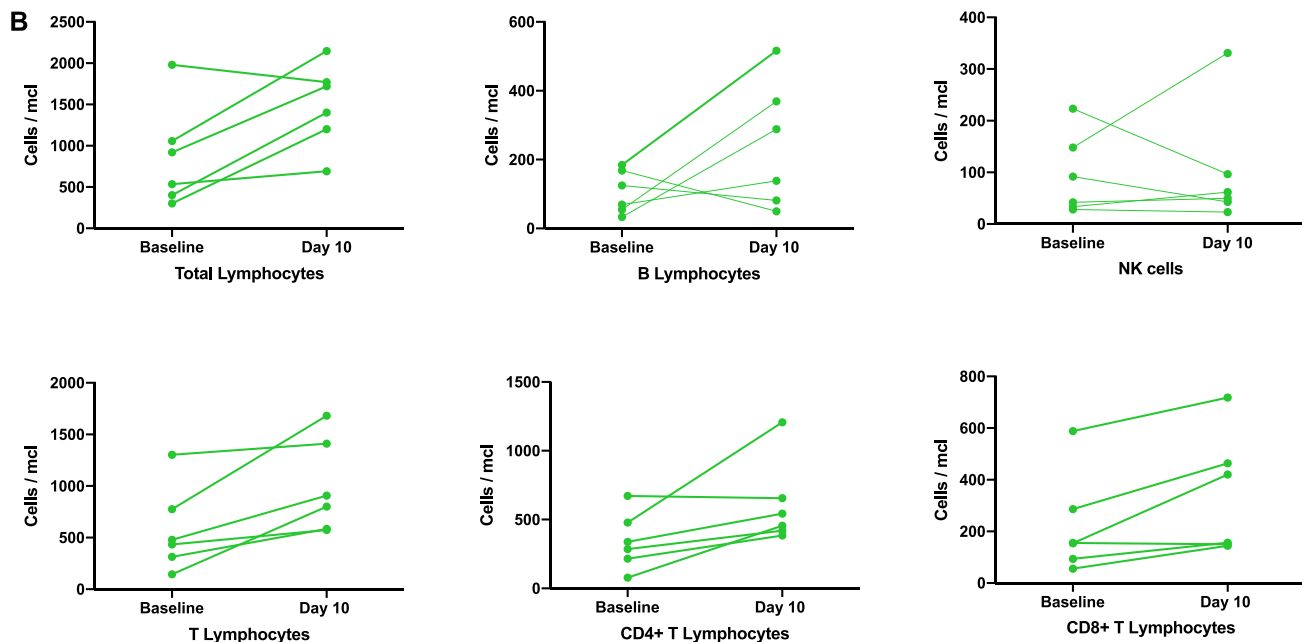 B
Cells / mcl
2500
2000
1500
1000
500
0
Baseline Day 10
Total Lymphocytes
Cells / mcl
600
400
200
0
Baseline Day 10
B Lymphocytes
Cells / mcl
400
300
200
100
0
Baseline Day 10
NK cells
Cells / mcl
2000
1500
1000
500
0
Baseline Day 10
T Lymphocytes
Cells / mcl
1500
1000
500
0
Baseline Day 10
CD4+ T Lymphocytes
Cells / mcl
800
600
400
200
0
Baseline Day 10
CD8+ T Lymphocytes